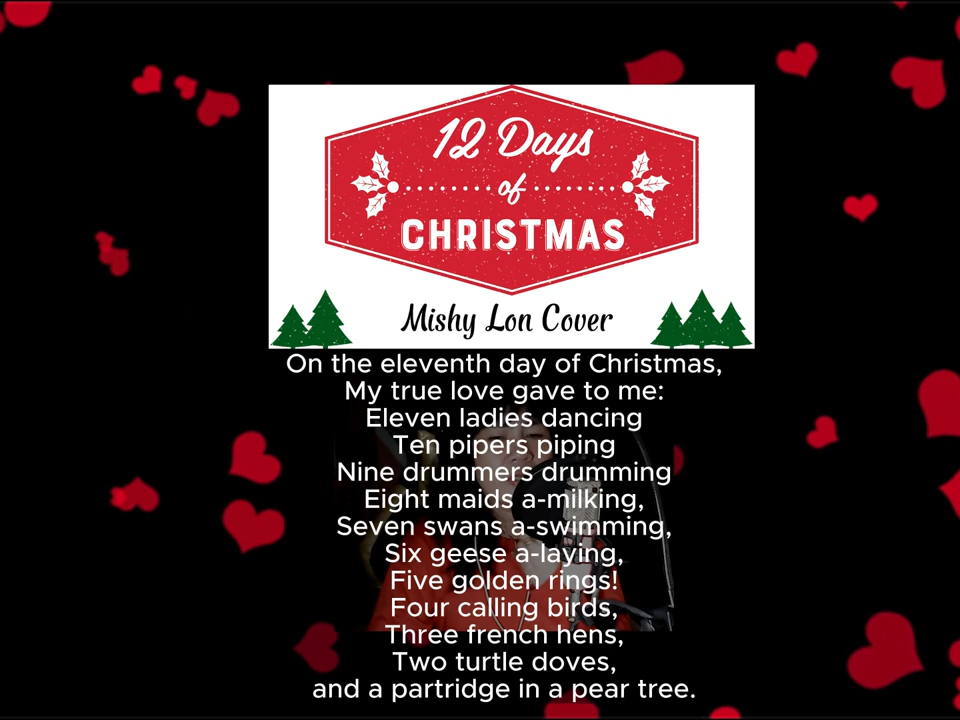 12 Days
of
CHRISTMAS
Mishy Lon Cover
On the eleventh day of Christmas,
My true love gave to me:
Eleven ladies dancing
Ten pipers piping
Nine drummers drumming
Eight maids a-milking,
Seven swans a-swimming,
Six geese a-laying,
Five golden rings!
Four calling birds,
Three french hens,
Two turtle doves,
and a partridge in a pear tree.